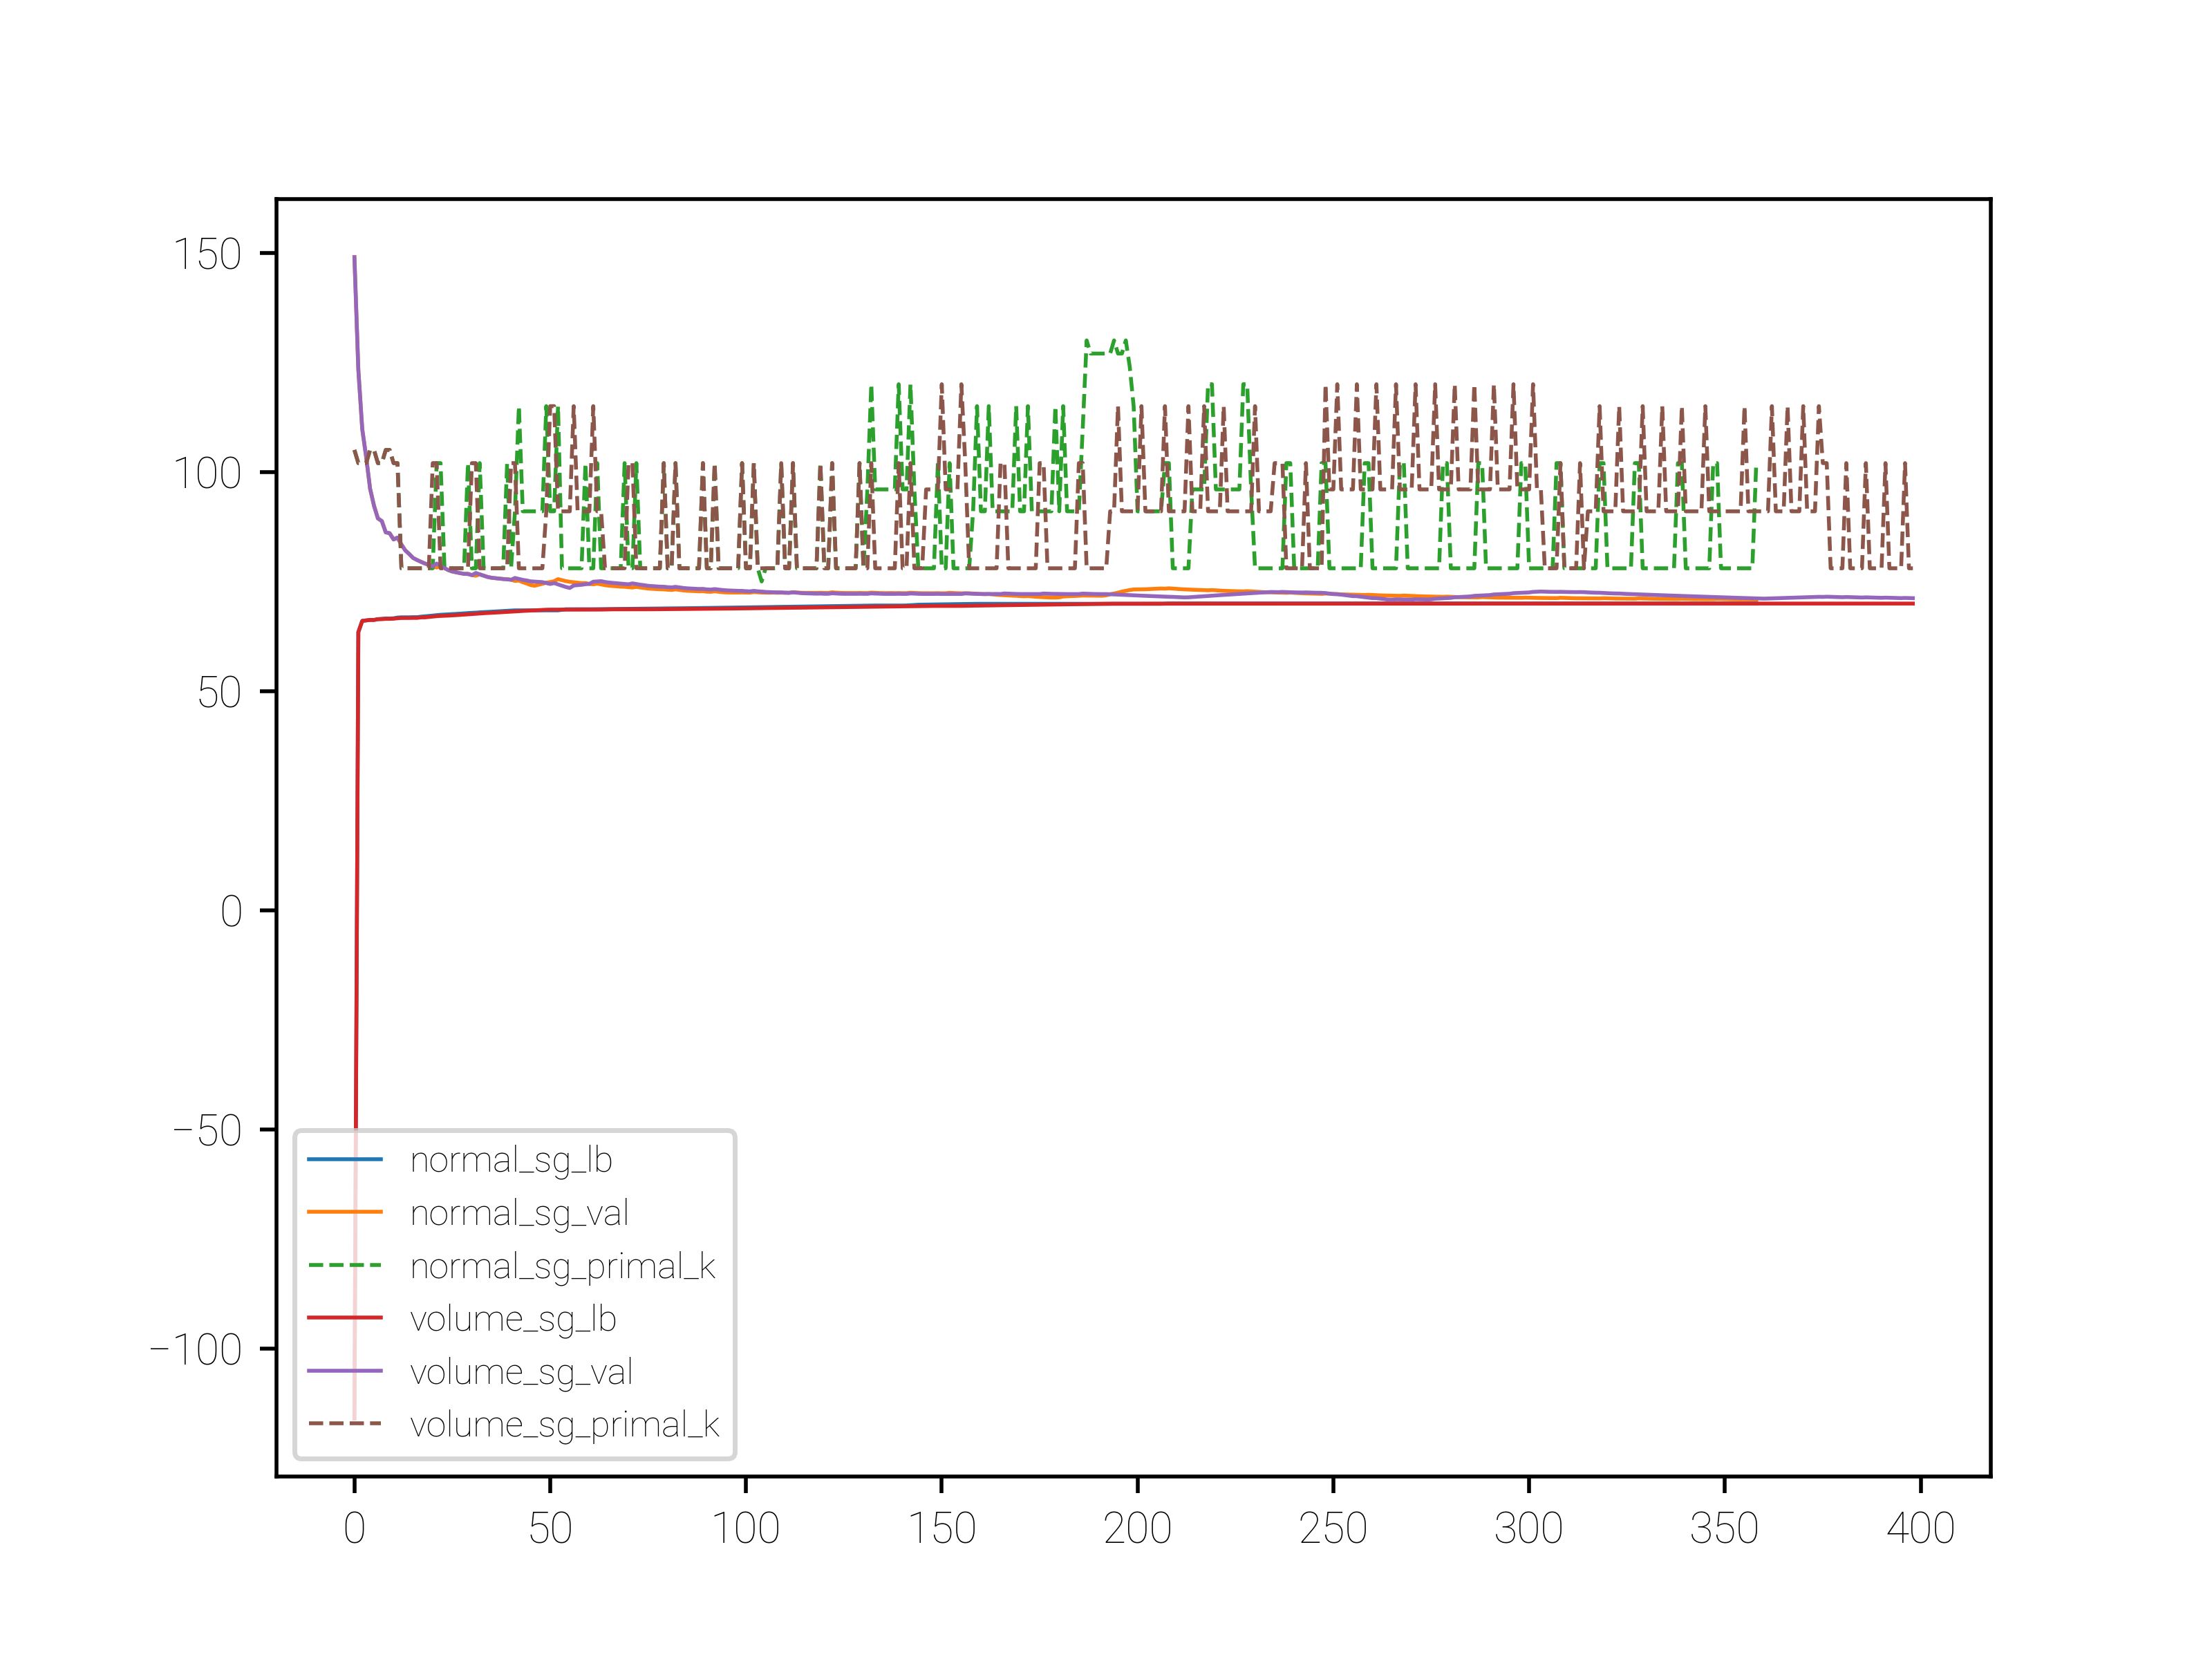 150
100
50
0
−50
−100
normal_sg_lb
normal_sg_val
normal_sg_primal_k
volume_sg_lb
volume_sg_val
volume_sg_primal_k
0 50 100 150 200 250 300 350 400